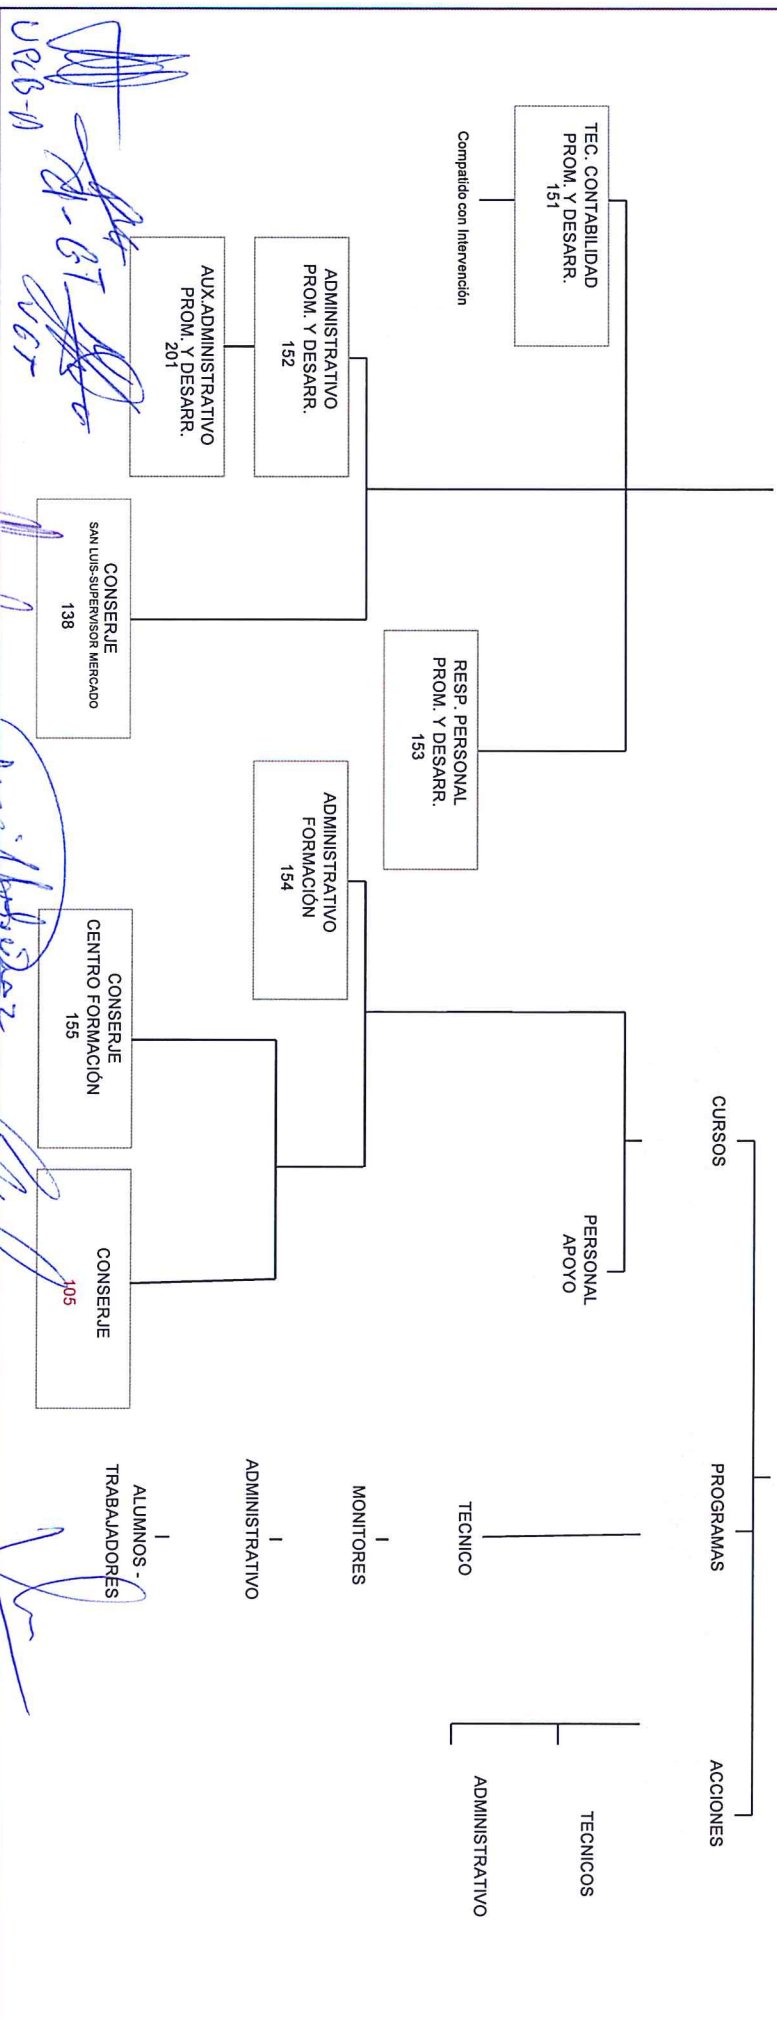 CURSOS
PROGRAMAS
ACCIONES
TEC. CONTABILIDAD
PROM. Y DESARR.
151
Compatido con Intervención
PERSONAL
APOYO
TECNICOS
ADMINISTRATIVO
RESP. PERSONAL
PROM. Y DESARR.
153
TECNICO
ADMINISTRATIVO
PROM. Y DESARR.
152
ADMINISTRATIVO
FORMACIÓN
154
MONITORES
AUX.ADMINISTRATIVO
PROM. Y DESARR.
201
ADMINISTRATIVO
CONSERJE
SAN LUIS-SUPERVISOR MERCADO
138
CONSERJE
CENTRO FORMACIÓN
155
CONSERJE
105
ALUMNOS -
TRABAJADORES